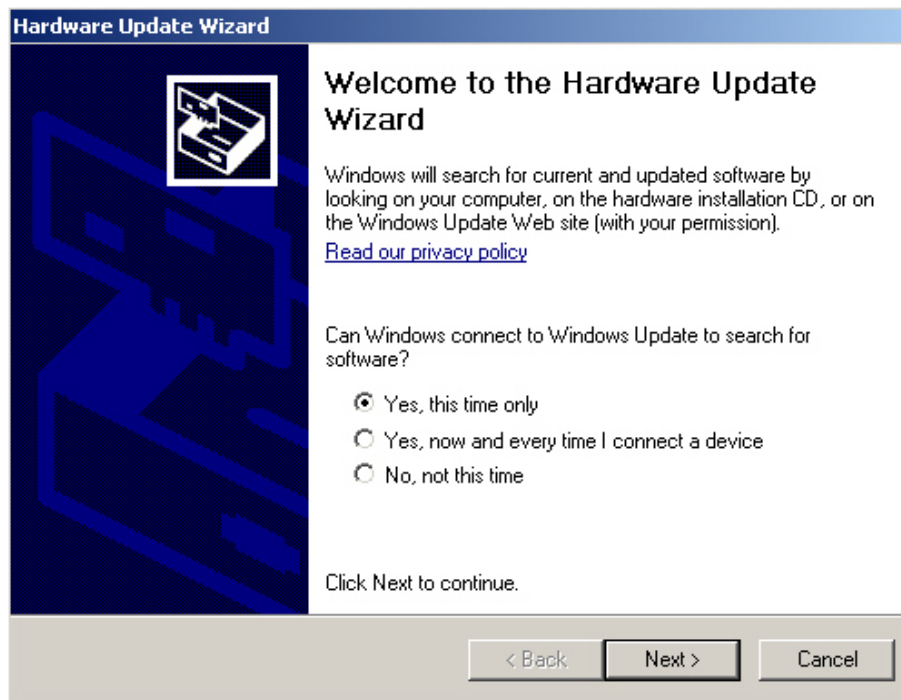 Hardware Update Wizard
Welcome to the Hardware Update
Wizard
Windows will search for current and updated software by
looking on your computer, on the hardware installation CD, or on
the Windows Update Web site (with your permission).
Read our privacy policy
Can Windows connect to Windows Update to search for
software?
Yes, this time only
Yes, now and every time I connect a device
No, not this time
Click Next to continue.
< Back
Next >
Cancel